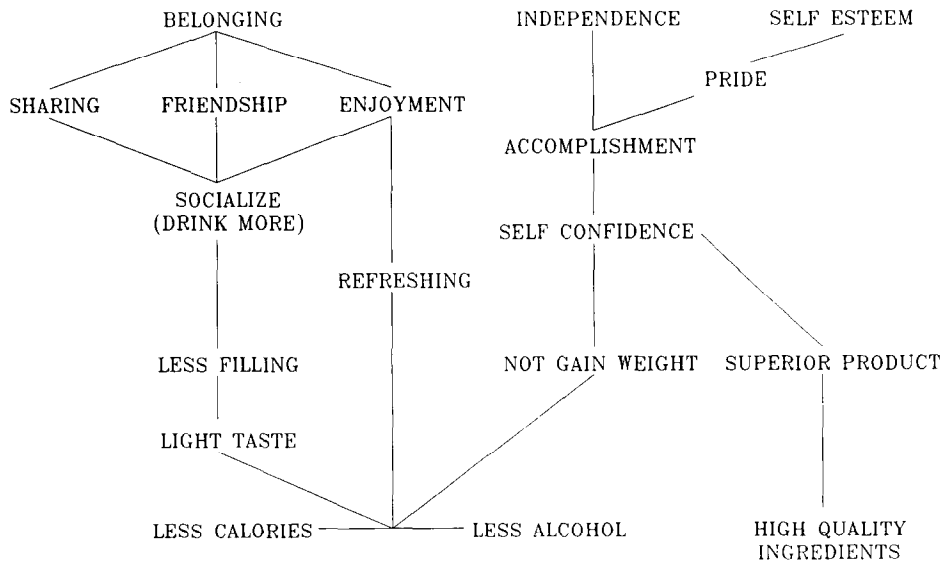 BELONGING
INDEPENDENCE
SELF ESTEEM
PRIDE
SHARING
FRIENDSHIP
ENJOYMENT
ACCOMPLISHMENT
SOCIALIZE
(DRINK MORE)
SELF CONFIDENCE
REFRESHING
LESS FILLING
NOT GAIN WEIGHT
SUPERIOR PRODUCT
LIGHT TASTE
LESS CALORIES
LESS ALCOHOL
HIGH QUALITY
INGREDIENTS